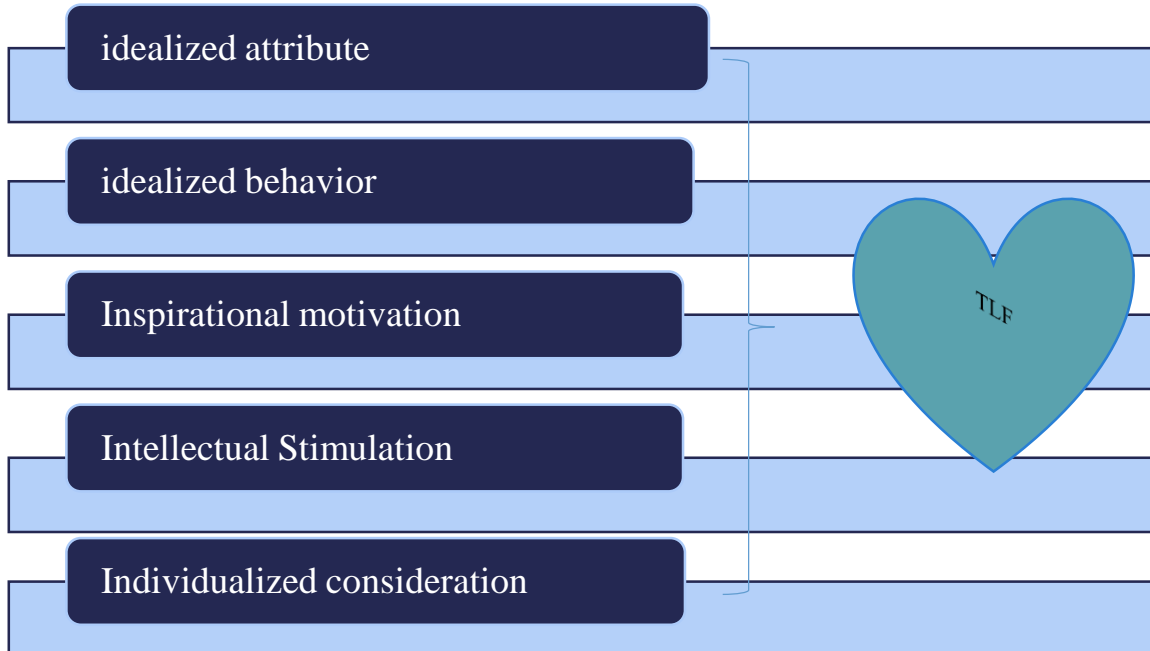 idealized attribute
idealized behavior
Inspirational motivation
TLF
Intellectual Stimulation
Individualized consideration